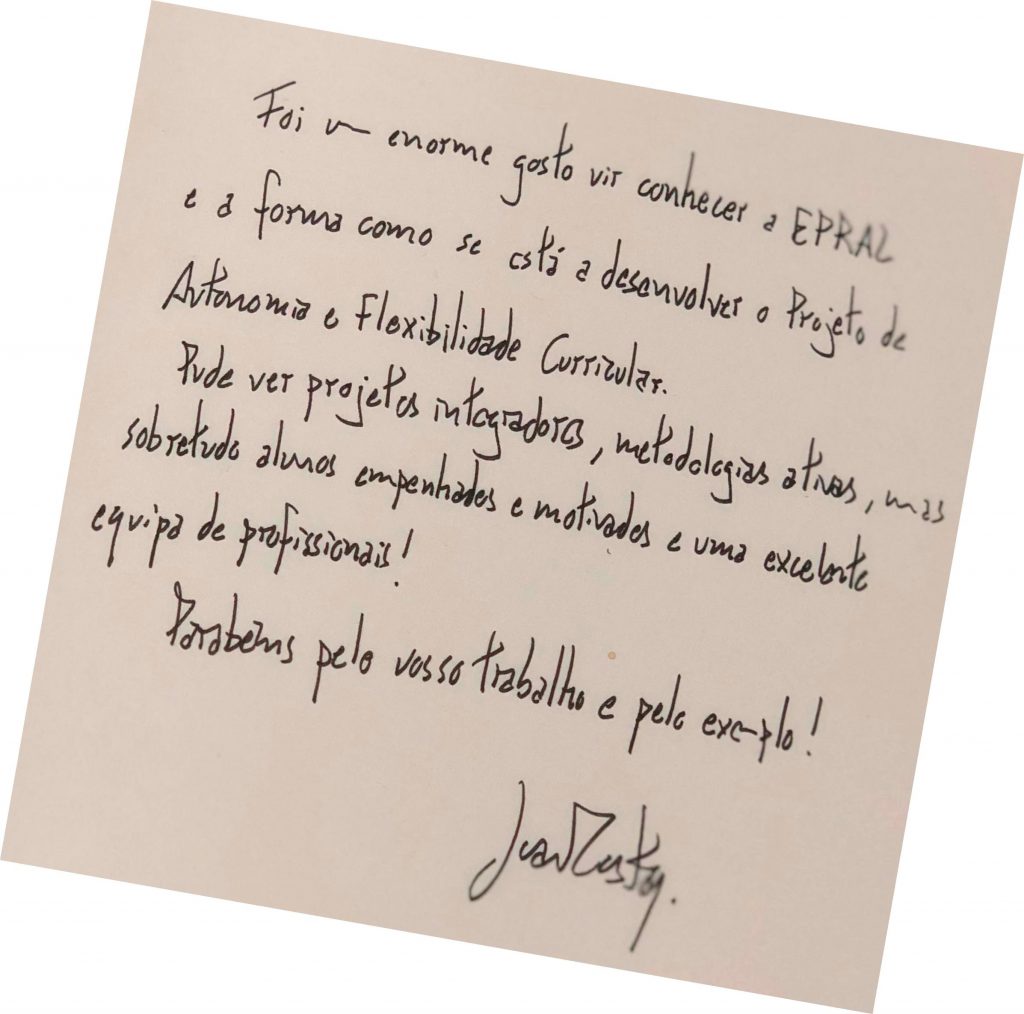 Foi um enorme gosto vir conhecer a EPRAL
e a forma como se está a desenvolver o Projeto de
Autonomia e Flexibilidade Curricular.
Pude ver projetos integradores, metodologias ativas, mas
sobretudo alunos empenhados e motivados e uma excelente
equipa de profissionais!
Parabéns pelo vosso trabalho e pelo exemplo!